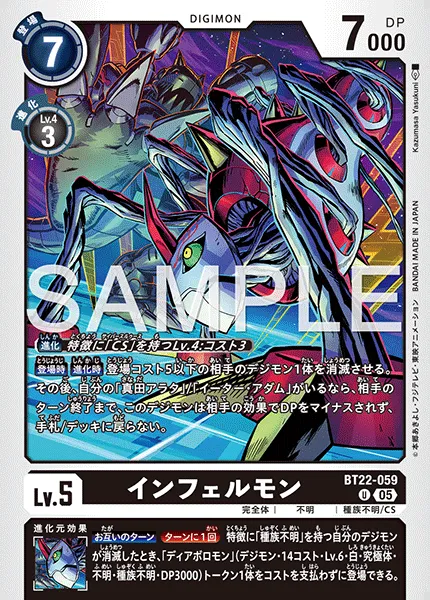 DIGIMON
登場
7
7000
DP
進化
Lv.4
3
Kazumasa Yasukuni
©本郷あきよし・フジテレビ・東映アニメーション BANDAI MADE IN JAPAN
SAMPLE
進化 特徴に「CS」を持つLv.4:コスト3
登場時 進化時 登場コスト5以下の相手のデジモン1体を消滅させる。
その後、自分の「真田アラタ」/「イーター・アダム」がいるなら、相手の
ターン終了まで、このデジモンは相手の効果でDPをマイナスされず、
手札/デッキに戻らない。
BT22-059
Lv.5
インフェルモン
U 05
完全体 不明 種族不明/CS
進化元効果
お互いのターン ターンに1回 特徴に「種族不明」を持つ自分のデジモン
が消滅したとき、「ディアボロモン」(デジモン・14コスト・Lv.6・白・究極体・
不明・種族不明・DP3000)トークン1体をコストを支払わずに登場できる。